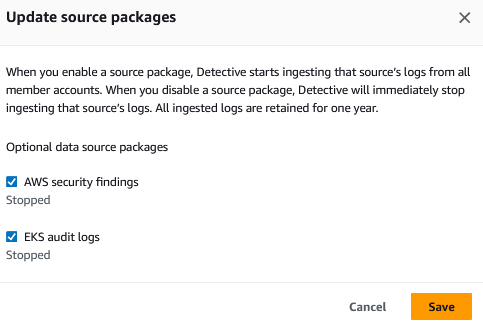 Update source packages
When you enable a source package, Detective starts ingesting that source's logs from all
member accounts. When you disable a source package, Detective will immediately stop
ingesting that source's logs. All ingested logs are retained for one year.
Optional data source packages
AWS security findings
Stopped
EKS audit logs
Stopped
Cancel Save